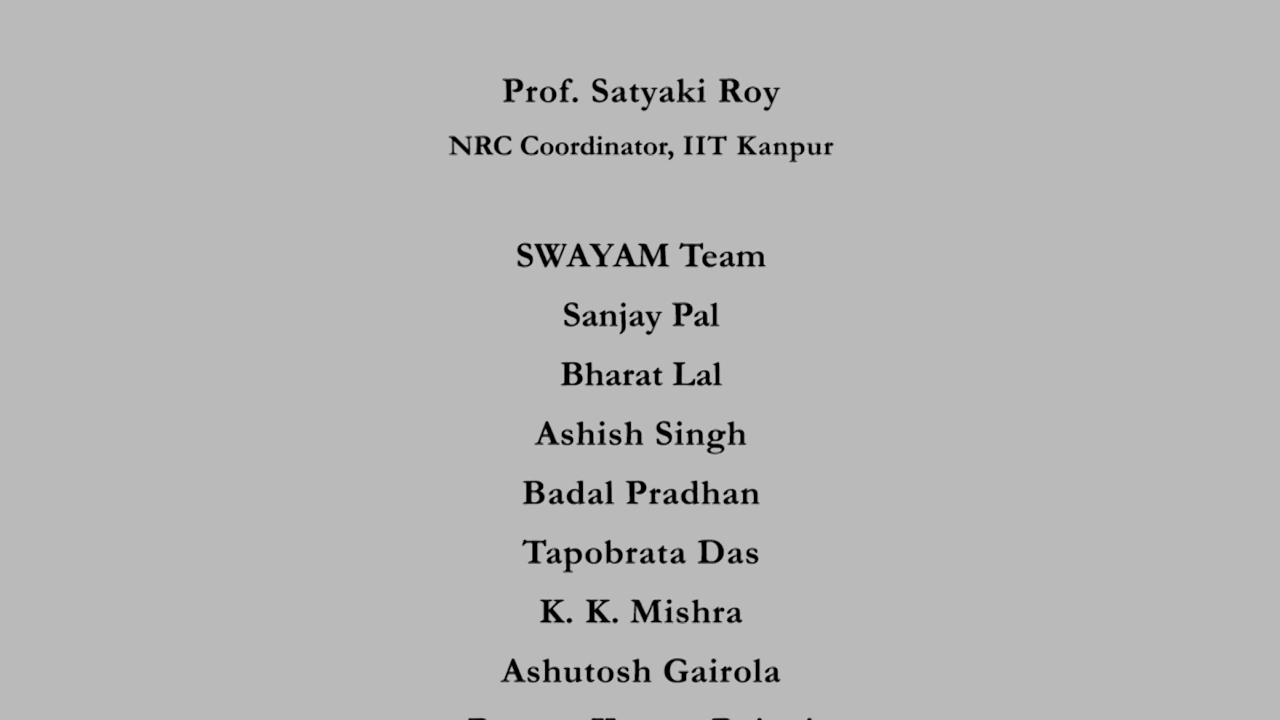 Prof. Satyaki Roy
NRC Coordinator, IIT Kanpur
SWAYAM Team
Sanjay Pal
Bharat Lal
Ashish Singh
Badal Pradhan
Tapobrata Das
K. K. Mishra
Ashutosh Gairola